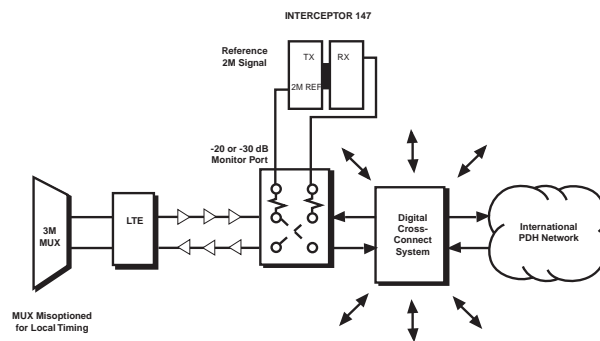 INTERCEPTOR 147
Reference
2M Signal
TX
RX
2M REF
-20 or -30 dB
Monitor Port
3M
MUX
LTE
Digital
Cross-
Connect
System
International
PDH Network
MUX Misoptioned
for Local Timing